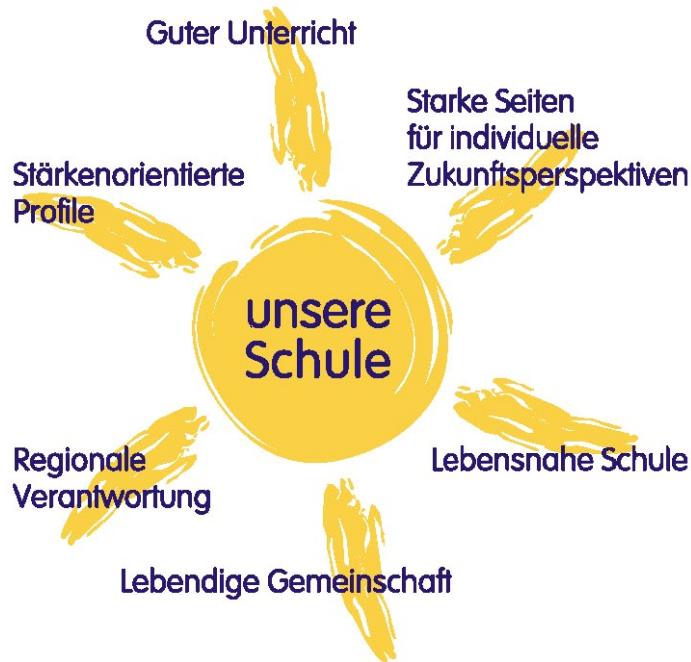 Guter Unterricht
Starke Seiten
für individuelle
Zukunftsperspektiven
Stärkenorientierte
Profile
unsere
Schule
Lebensnahe Schule
Regionale
Verantwortung
Lebendige Gemeinschaft